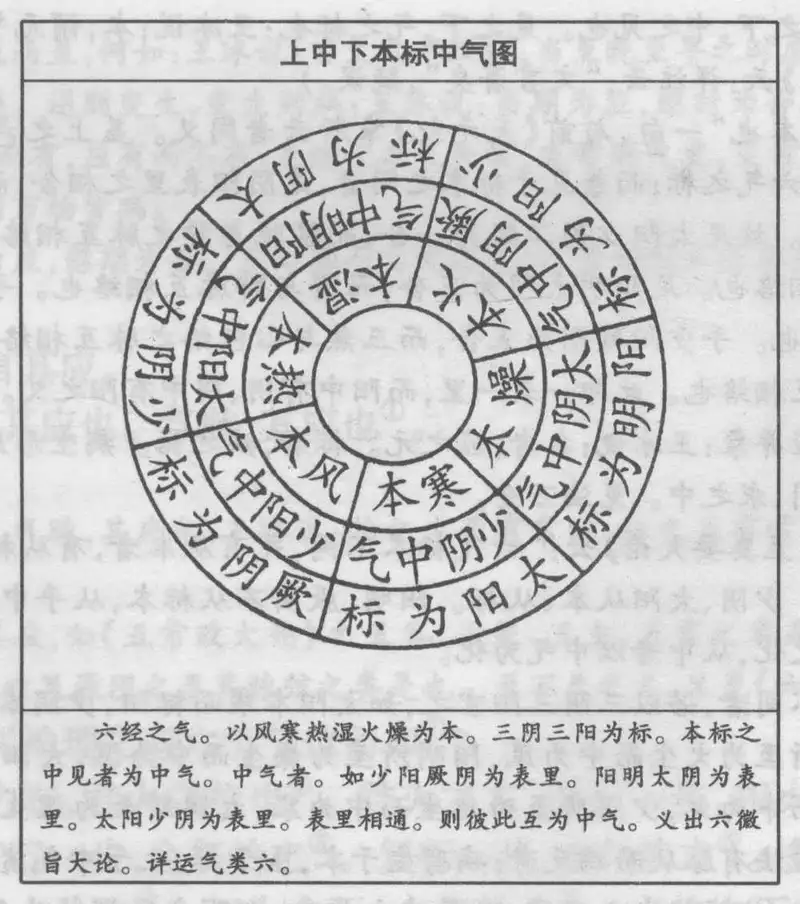 上中下本标中气图
太阴为标
阳明中气
湿本
少阳为标
厥阴中气
火本
阳明为标
太阴中气
燥本
太阳为标
少阴中气
寒本
厥阴为标
少阳中气
风本
少阴为标
太阳中气
热本
六经之气。以风寒热湿火燥为本。三阴三阳为标。本标之
中见者为中气。中气者。如少阳厥阴为表里。阳明太阴为表
里。太阳少阴为表里。表里相通。则彼此互为中气。义出六微
旨大论。详运气类六。